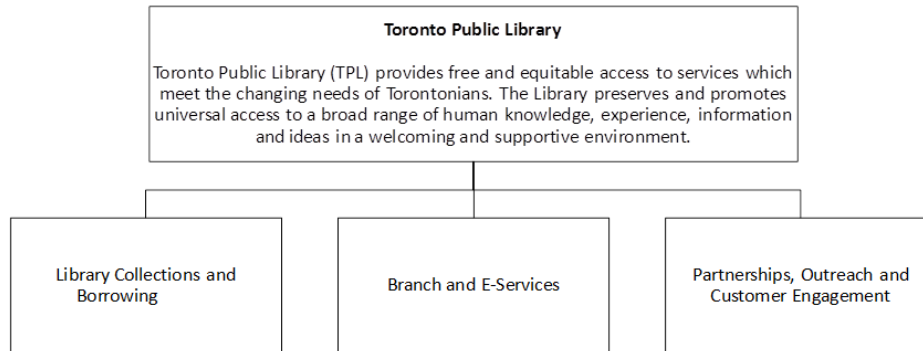 Toronto Public Library
Toronto Public Library (TPL) provides free and equitable access to services which
meet the changing needs of Torontonians. The Library preserves and promotes
universal access to a broad range of human knowledge, experience, information
and ideas in a welcoming and supportive environment.
Library Collections and
Borrowing
Branch and E-Services
Partnerships, Outreach and
Customer Engagement